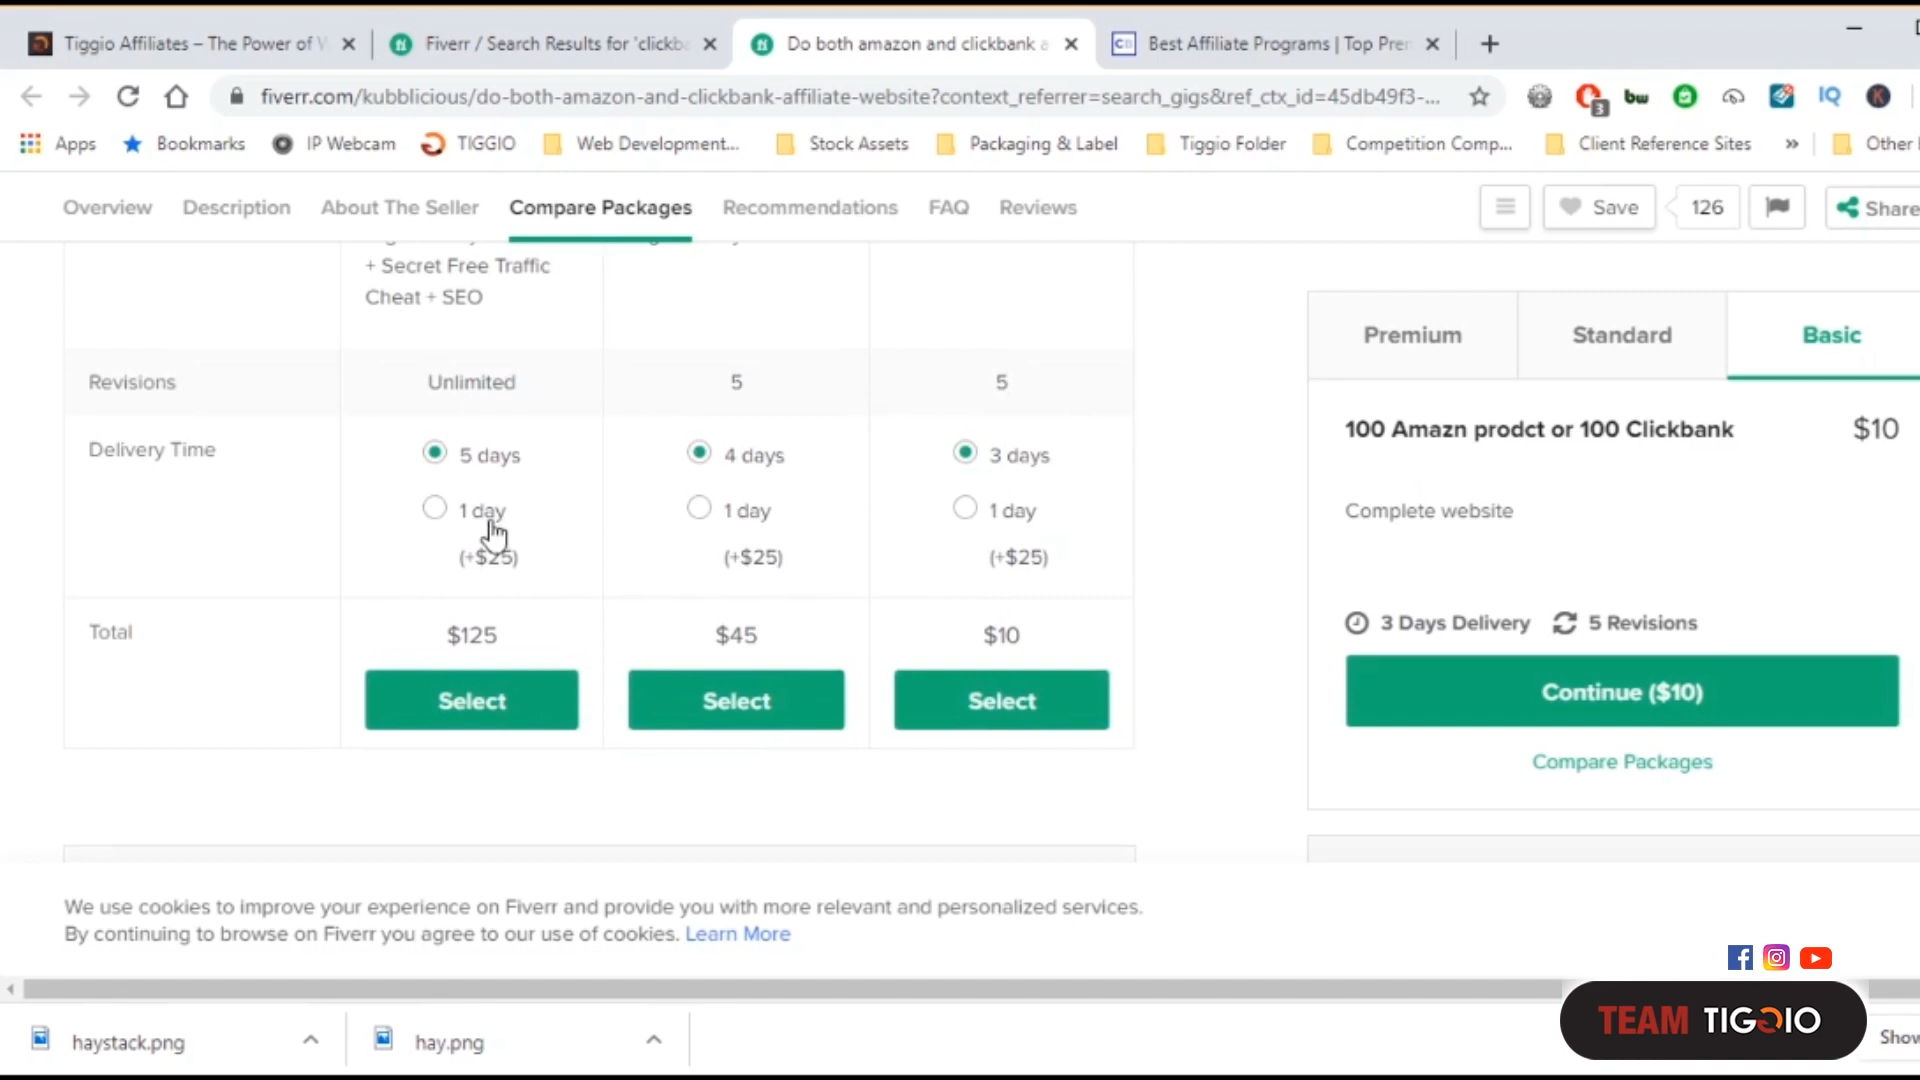 Tiggio Affiliates – The Power of W
Fiverr / Search Results for 'clickba
Do both amazon and clickbank a
CB
Best Affiliate Programs | Top Prem
fiverr.com/kubblicious/do-both-amazon-and-clickbank-affiliate-website?context_referrer=search_gigs&ref_ctx_id=45db49f3-...
3
bw
IQ
K
Apps
Bookmarks
IP Webcam
TIGGIO
Web Development...
Stock Assets
Packaging & Label
Tiggio Folder
Competition Comp...
Client Reference Sites
»
Other
Overview
Description
About The Seller
Compare Packages
Recommendations
FAQ
Reviews
Save
126
Share
+ Secret Free Traffic
Cheat + SEO
Revisions
Unlimited
5
5
Delivery Time
5 days
4 days
3 days
1 day
1 day
1 day
(+$25)
(+$25)
(+$25)
Total
$125
$45
$10
Select
Select
Select
Premium
Standard
Basic
100 Amazn prodct or 100 Clickbank
$10
Complete website
3 Days Delivery
5 Revisions
Continue ($10)
Compare Packages
We use cookies to improve your experience on Fiverr and provide you with more relevant and personalized services.
By continuing to browse on Fiverr you agree to our use of cookies. Learn More
haystack.png
hay.png
TEAM TIGGIO
Show